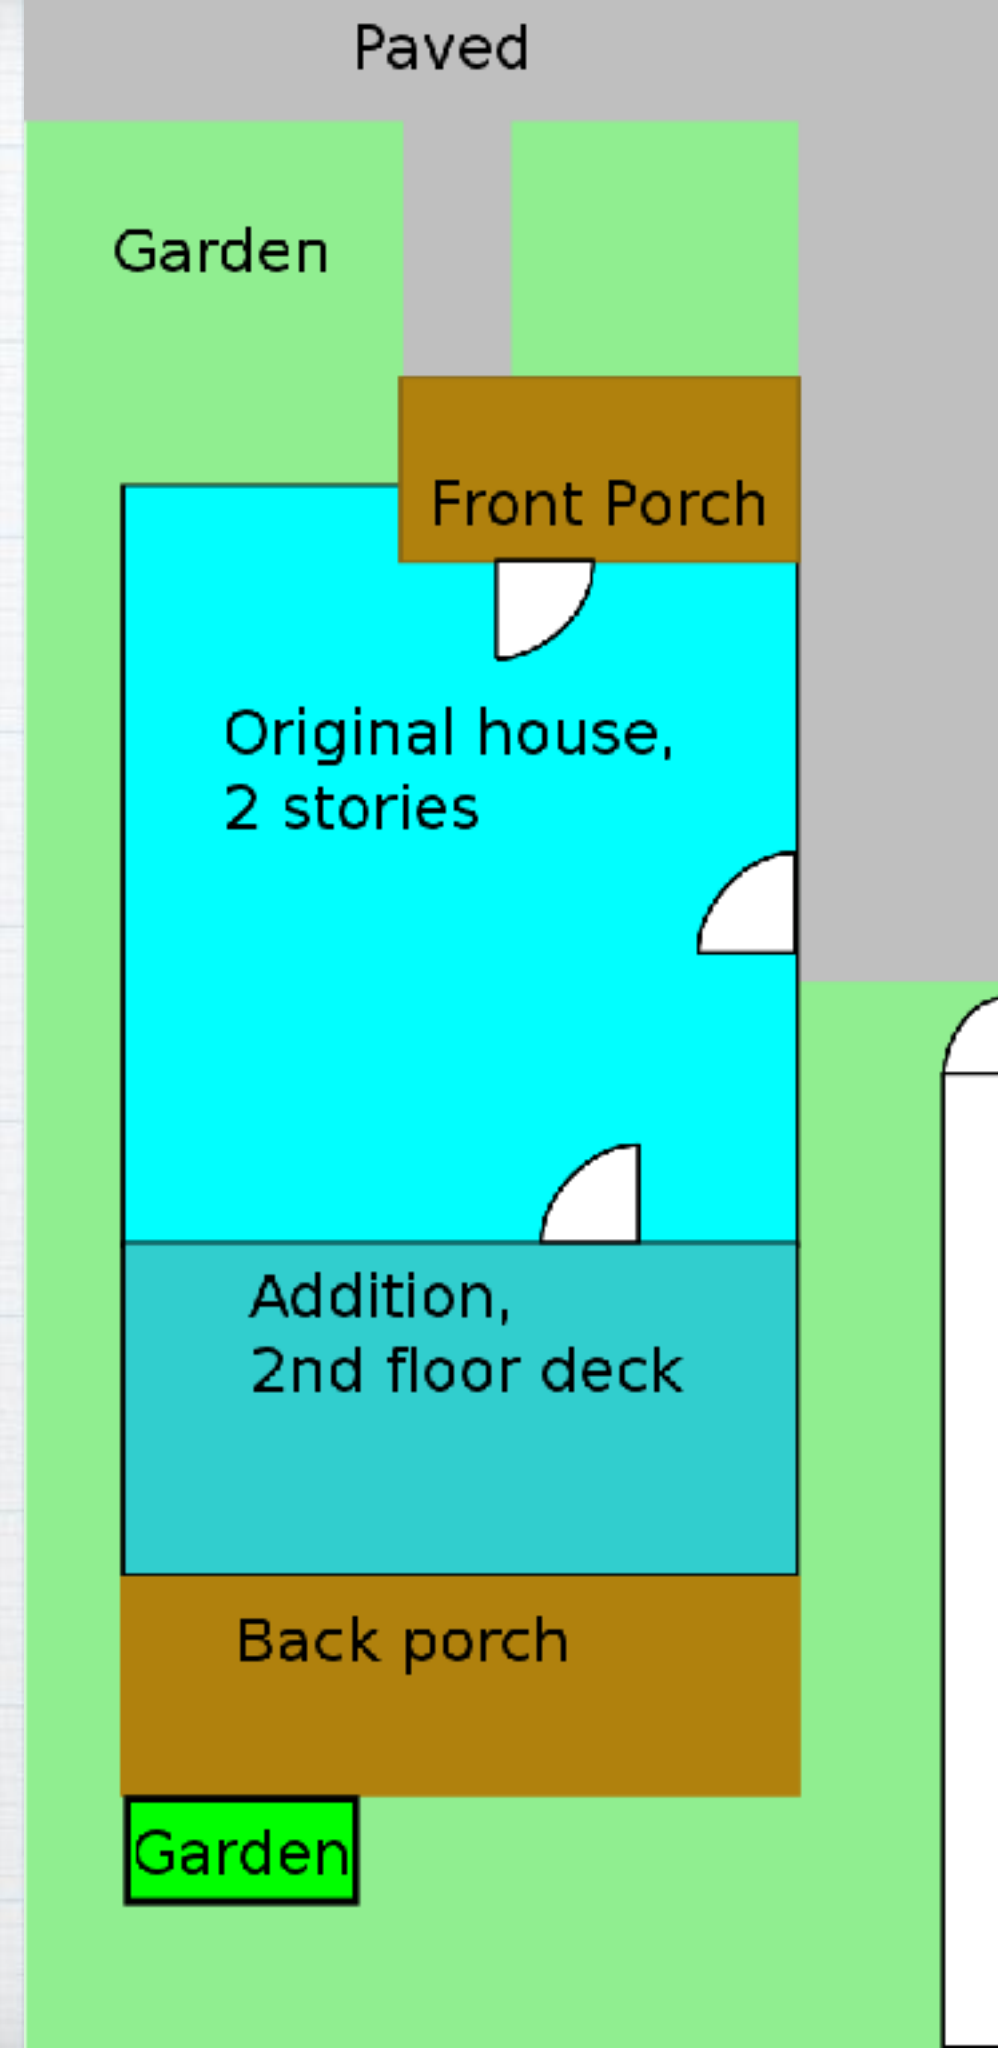 Paved
Garden
Front Porch
Original house,
2 stories
Addition,
2nd floor deck
Back porch
Garden